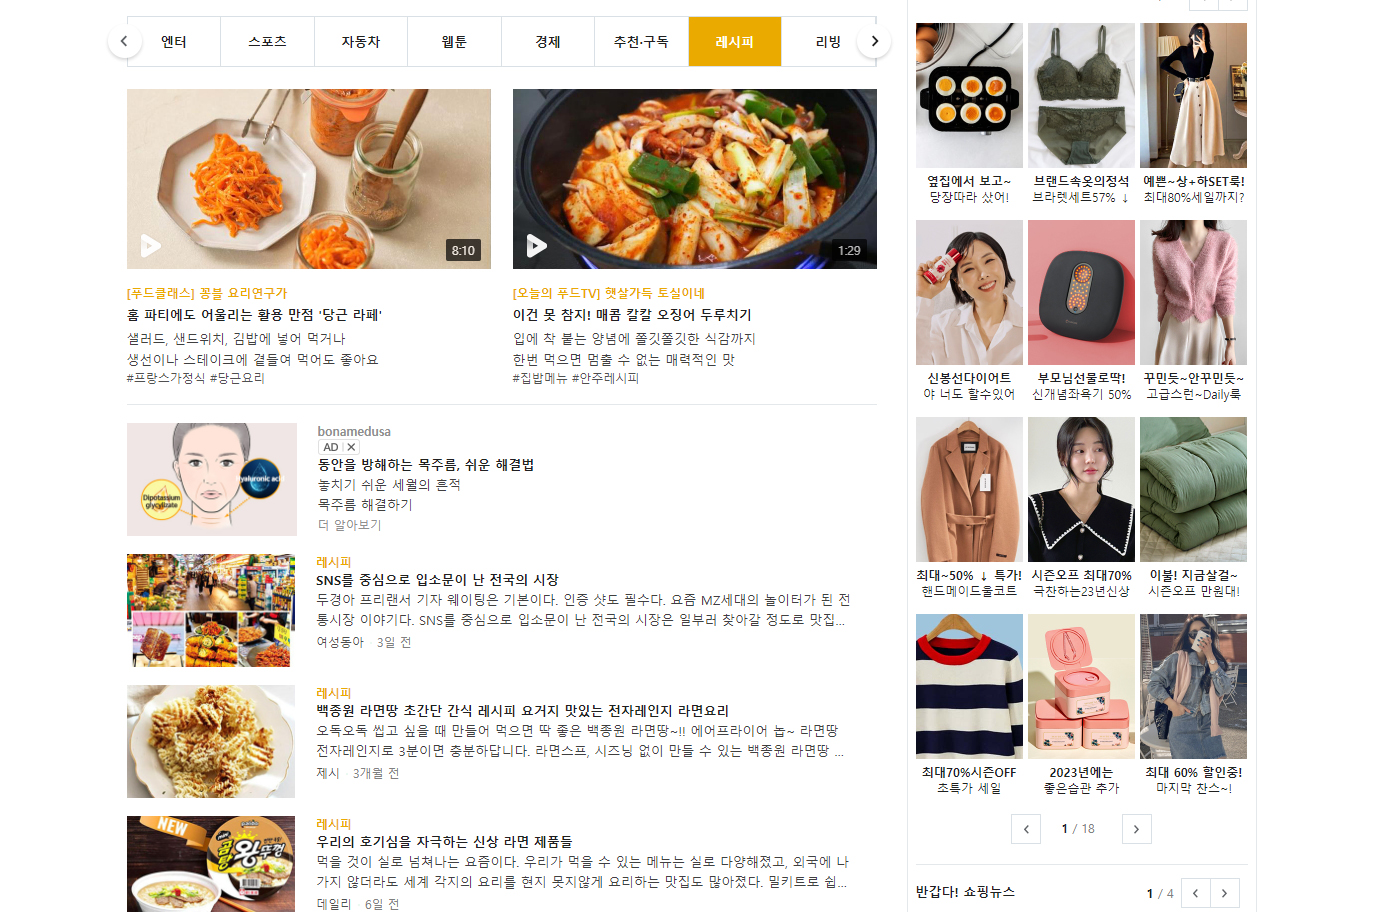 엔터
스포츠
자동차
웹툰
경제
추천·구독
레시피
리빙
8:10
1:29
[푸드클래스] 꽁블 요리연구가
홈 파티에도 어울리는 활용 만점 '당근 라페'
샐러드, 샌드위치, 김밥에 넣어 먹거나
생선이나 스테이크에 곁들여 먹어도 좋아요
#프랑스가정식 #당근요리
[오늘의 푸드TV] 햇살가득 토실이네
이건 못 참지! 매콤 칼칼 오징어 두루치기
입에 착 붙는 양념에 쫄깃쫄깃한 식감까지
한번 먹으면 멈출 수 없는 매력적인 맛
#집밥메뉴 #안주레시피
Dipotassium
glycyrrhizate
hyaluronic acid
bonamedusa
AD
동안을 방해하는 목주름, 쉬운 해결법
놓치기 쉬운 세월의 흔적
목주름 해결하기
더 알아보기
레시피
SNS를 중심으로 입소문이 난 전국의 시장
두경아 프리랜서 기자 웨이팅은 기본이다. 인증 샷도 필수다. 요즘 MZ세대의 놀이터가 된 전
통시장 이야기다. SNS를 중심으로 입소문이 난 전국의 시장은 일부러 찾아갈 정도로 맛집...
여성동아 · 3일 전
레시피
백종원 라면땅 초간단 간식 레시피 요거지 맛있는 전자레인지 라면요리
오독오독 씹고 싶을 때 만들어 먹으면 딱 좋은 백종원 라면땅~!! 에어프라이어 놉~ 라면땅
전자레인지로 3분이면 충분하답니다. 라면스프, 시즈닝 없이 만들 수 있는 백종원 라면땅 ...
제시 · 3개월 전
NEW
곰탕
왕뚜껑
레시피
우리의 호기심을 자극하는 신상 라면 제품들
먹을 것이 실로 넘쳐나는 요즘이다. 우리가 먹을 수 있는 메뉴는 실로 다양해졌고, 외국에 나
가지 않더라도 세계 각지의 요리를 현지 못지않게 요리하는 맛집도 많아졌다. 밀키트로 쉽...
데일리 · 6일 전
옆집에서 보고~
당장따라 샀어!
브랜드속옷의정석
브라렛세트57% ↓
예쁜~상+하SET룩!
최대80%세일까지?
신봉선다이어트
야 너도 할수있어
부모님선물로딱!
신개념좌욕기 50%
꾸민듯~안꾸민듯~
고급스런~Daily룩
최대~50% ↓ 특가!
핸드메이드울코트
시즌오프 최대70%
극찬하는23년신상
이불! 지금살걸~
시즌오프 만원대!
최대70%시즌OFF
초특가 세일
2023년에는
좋은습관 추가
최대 60% 할인중!
마지막 찬스~!
1 / 18
반갑다! 쇼핑뉴스
1 / 4